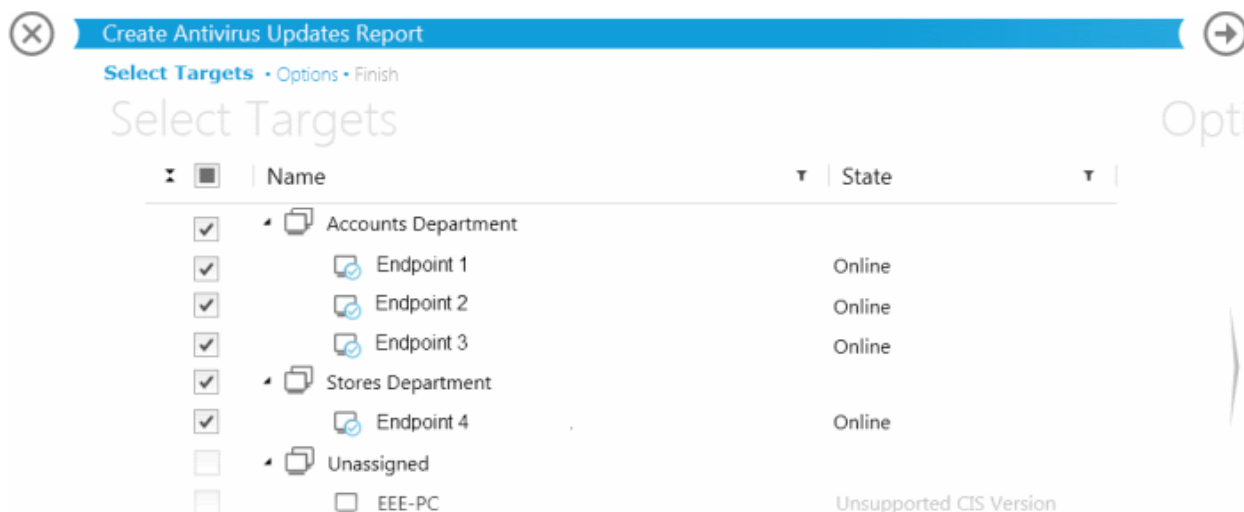 Create Antivirus Updates Report
Select Targets • Options • Finish
Select Targets
Opti
Name State
Accounts Department
Endpoint 1 Online
Endpoint 2 Online
Endpoint 3 Online
Stores Department
Endpoint 4 Online
Unassigned
EEE-PC Unsupported CIS Version